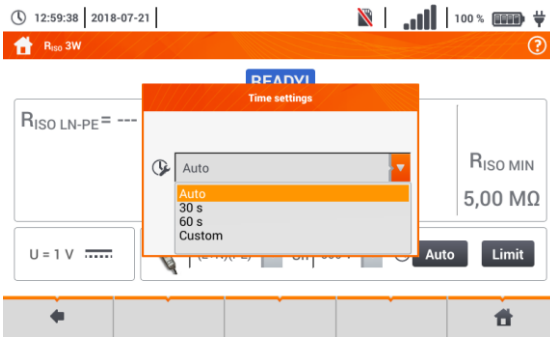 12:59:38 2018-07-21 100 %
RISO 3W ?
READY!
Time settings
RISO LN-PE= ---
Auto
Auto
30 s
60 s
Custom
RISO MIN
5,00 MΩ
U = 1 V
Auto Limit